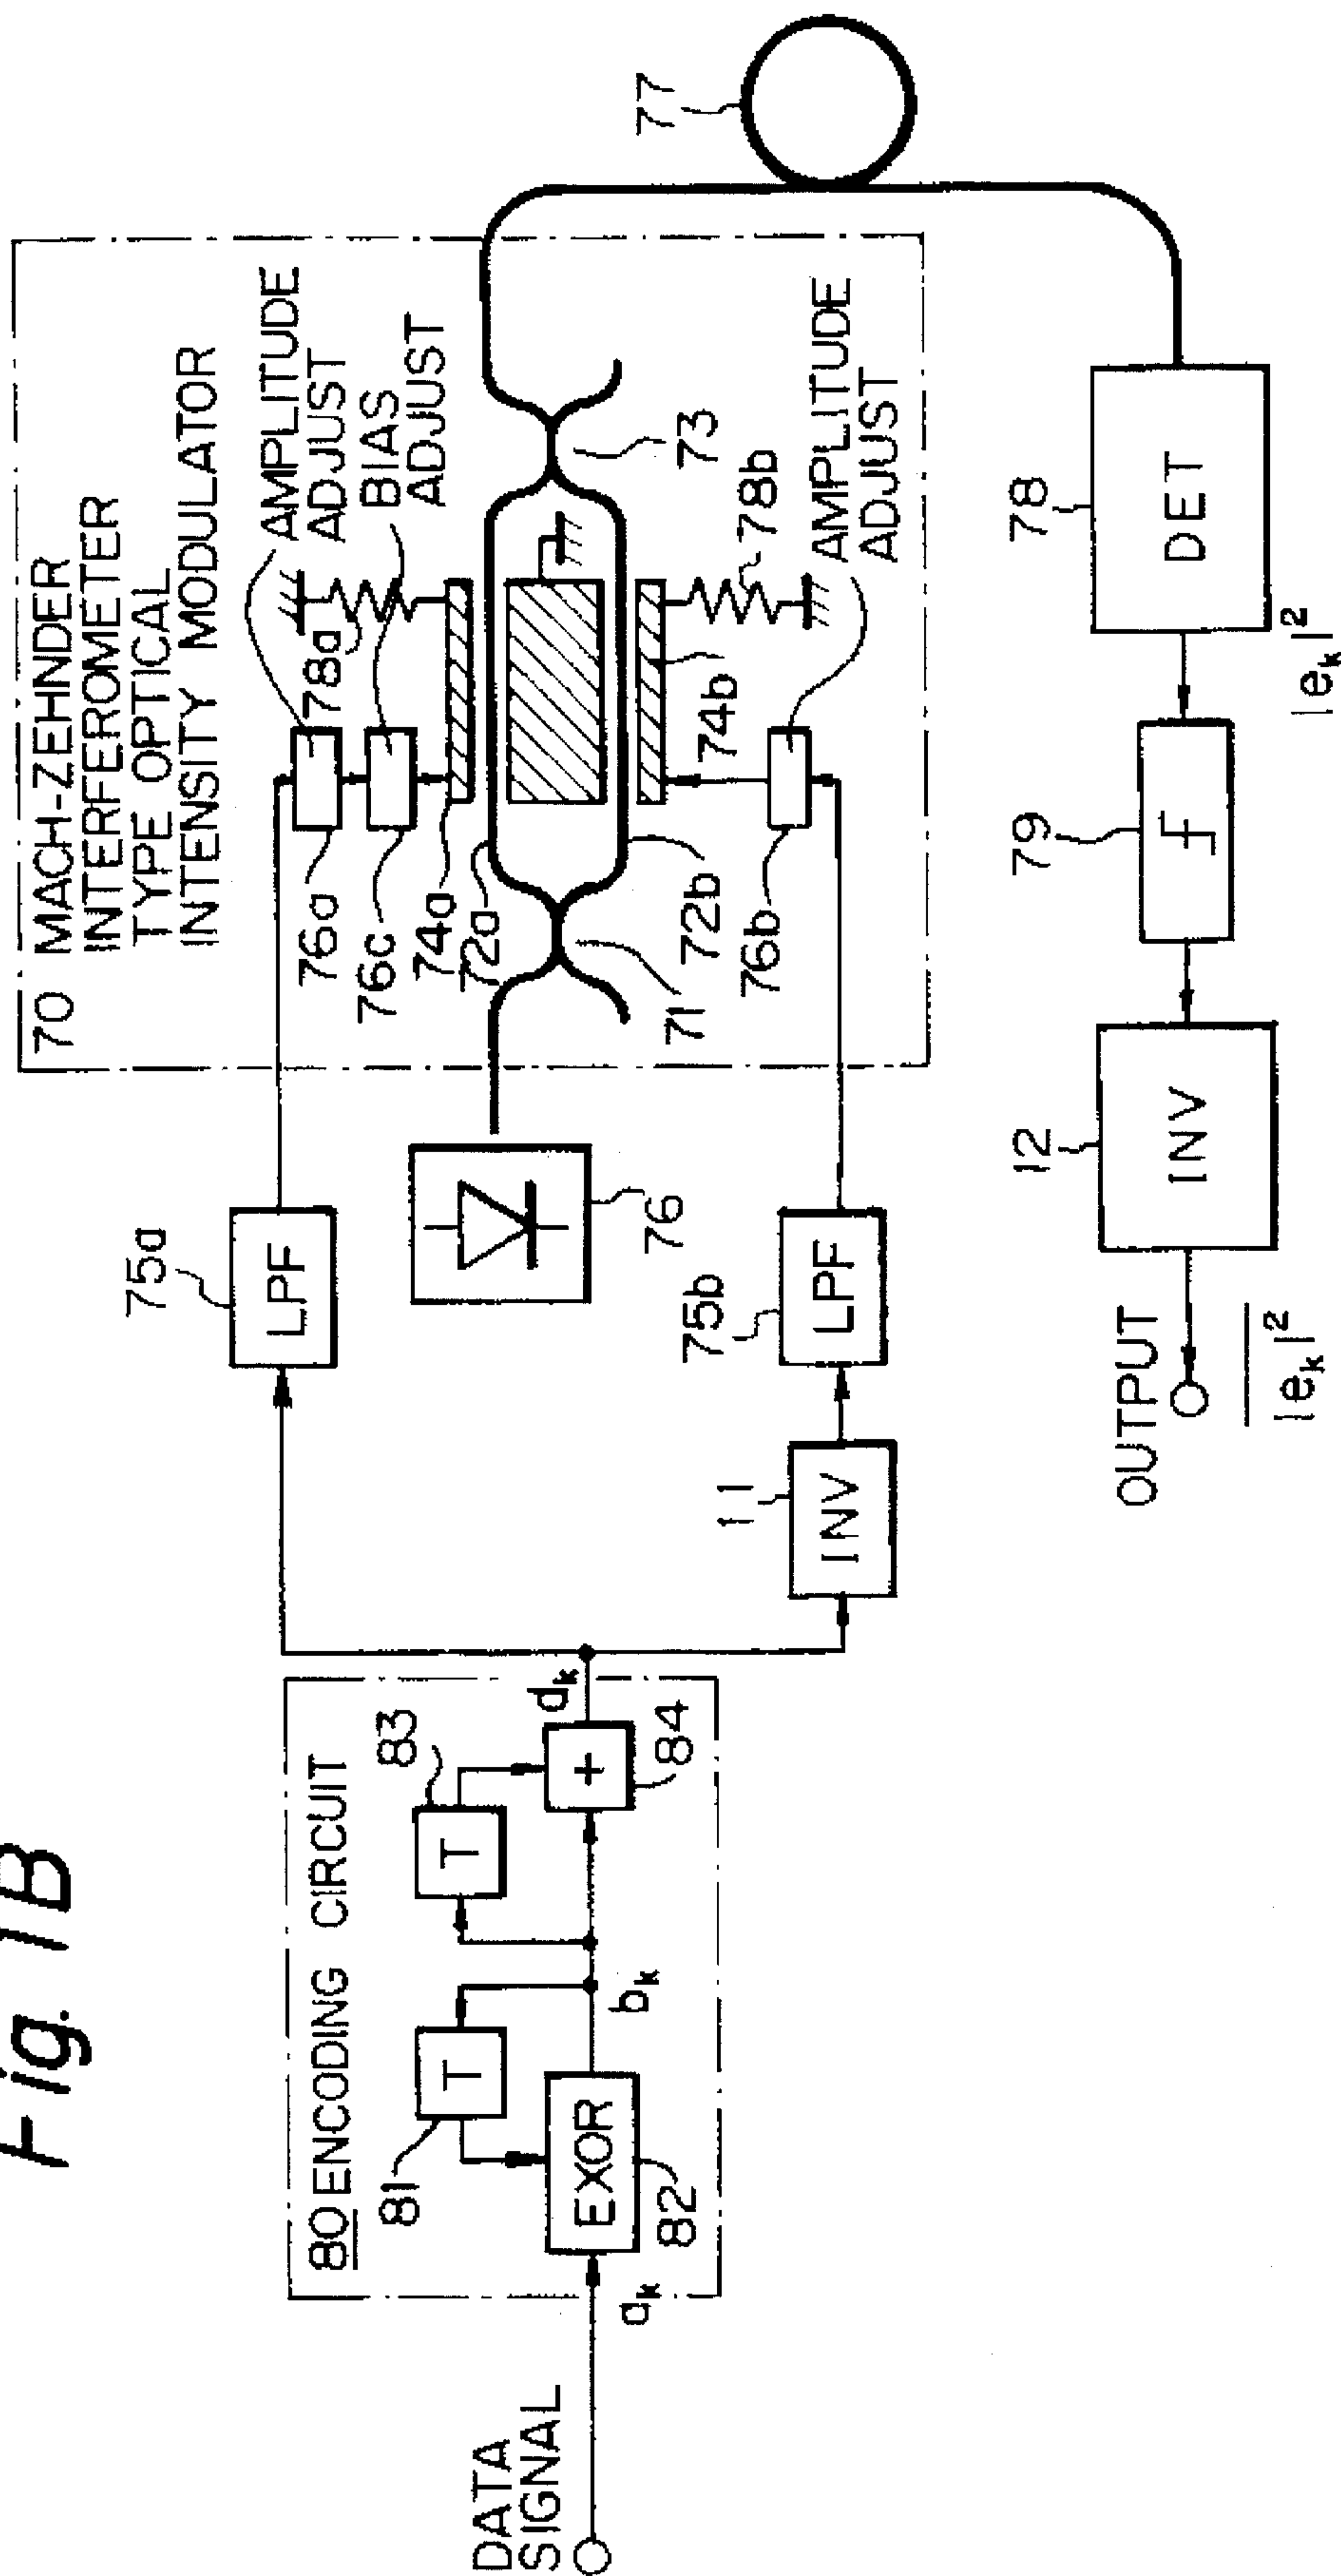 Fig. 1B
70 MACH-ZEHNDER
INTERFEROMETER
TYPE OPTICAL
INTENSITY MODULATOR
AMPLITUDE
ADJUST
BIAS
ADJUST
76a
78a
76c
74a
72a
71
72b
73
74b
78b
76b
AMPLITUDE
ADJUST
77
75a
LPF
76
75b
LPF
11
INV
80 ENCODING CIRCUIT
81
T
83
T
EXOR
82
+
84
dk
bk
ak
DATA
SIGNAL
78
DET
|ek|²
79
12
INV
OUTPUT
|ek|²